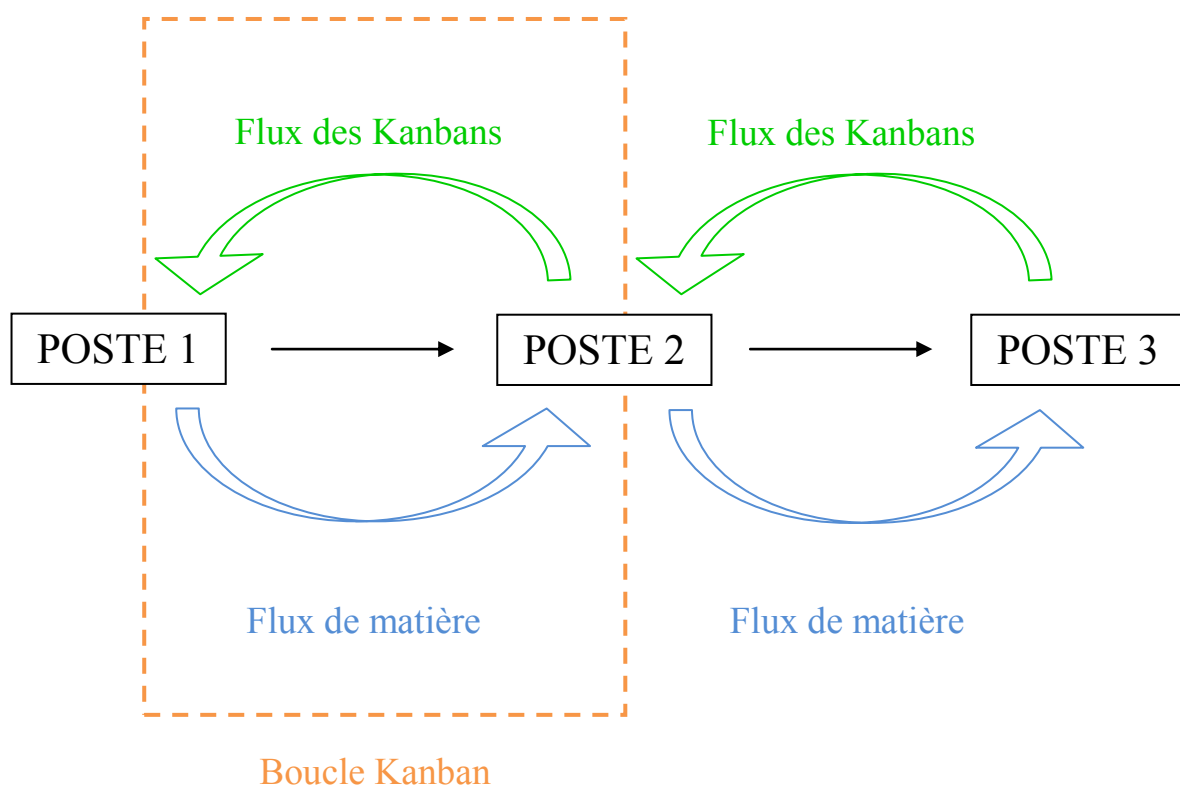 Flux des Kanbans
Flux des Kanbans
POSTE 1
POSTE 2
POSTE 3
Flux de matière
Flux de matière
Boucle Kanban